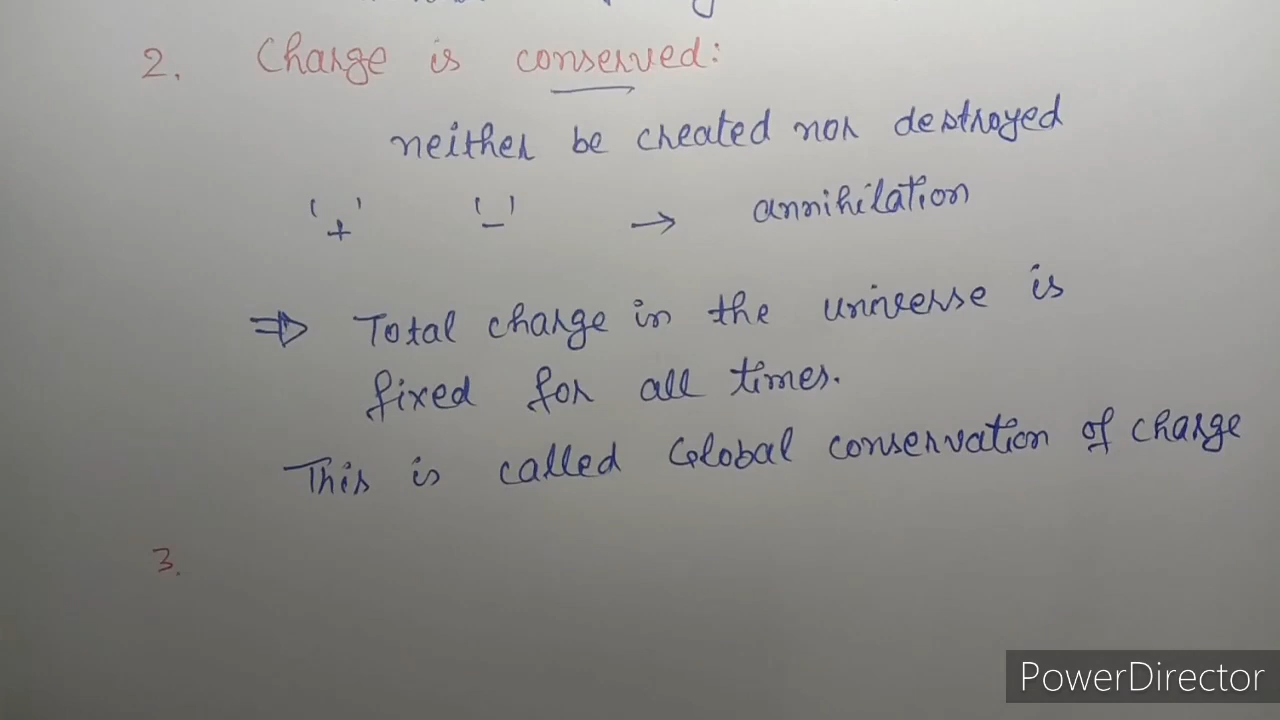 2. Charge is conserved:
neither be created nor destroyed
'+' '-' → annihilation
⇒ Total charge in the universe is
fixed for all times.
This is called Global conservation of charge
3.
PowerDirector